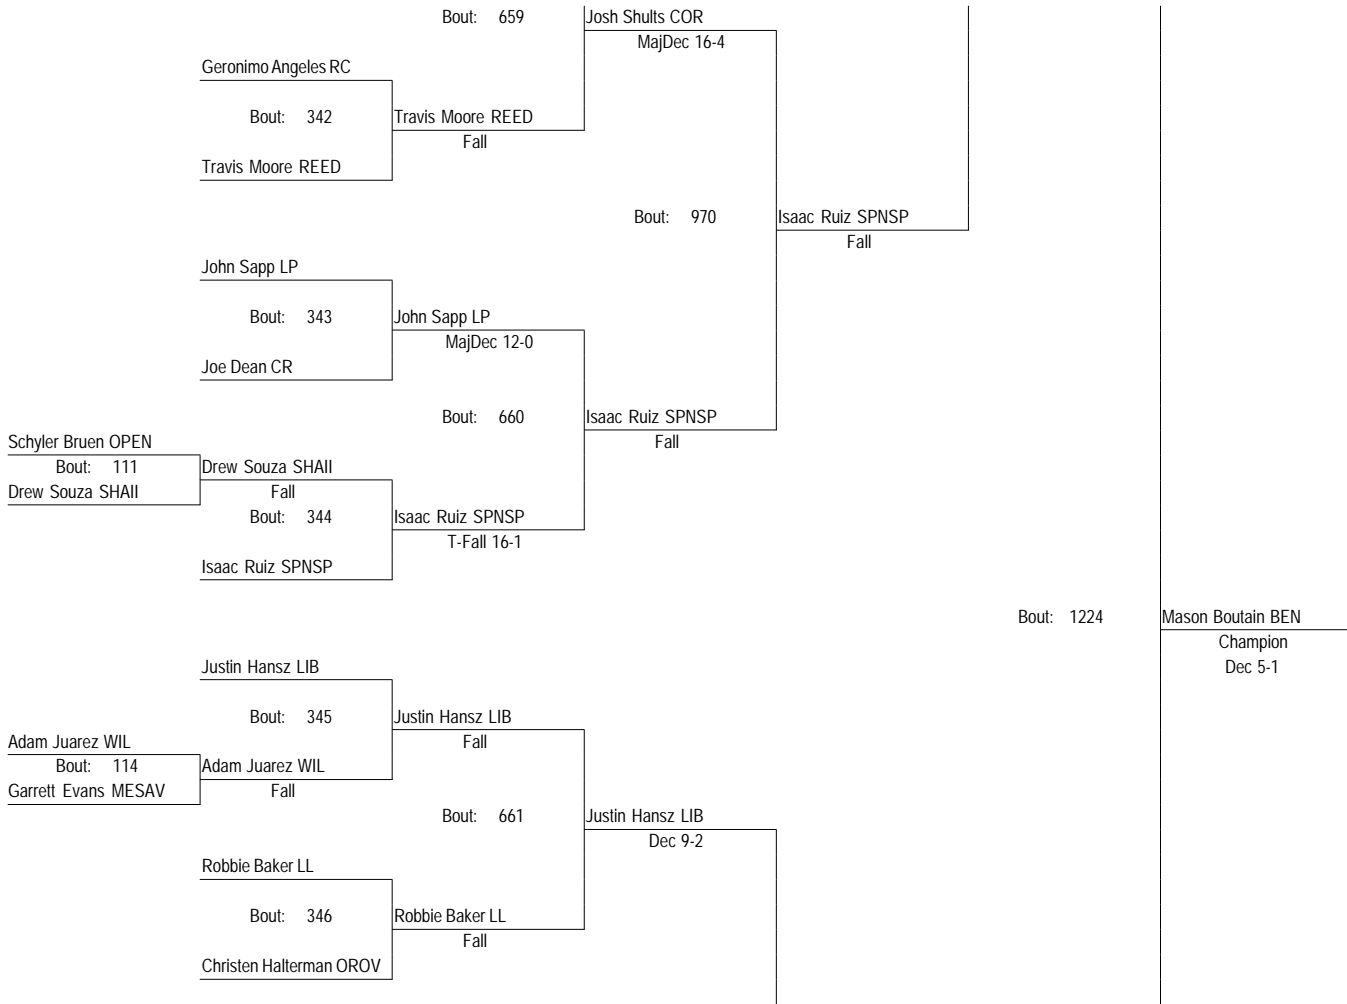 Bout: 659
Josh Shults COR
MajDec 16-4
Geronimo Angeles RC
Bout: 342
Travis Moore REED
Fall
Travis Moore REED
Bout: 970
Isaac Ruiz SPNSP
Fall
John Sapp LP
Bout: 343
John Sapp LP
MajDec 12-0
Joe Dean CR
Bout: 660
Isaac Ruiz SPNSP
Fall
Schyler Bruen OPEN
Bout: 111
Drew Souza SHAII
Drew Souza SHAII
Fall
Bout: 344
Isaac Ruiz SPNSP
T-Fall 16-1
Isaac Ruiz SPNSP
Bout: 1224
Mason Boutain BEN
Champion
Dec 5-1
Justin Hansz LIB
Bout: 345
Justin Hansz LIB
Fall
Adam Juarez WIL
Bout: 114
Adam Juarez WIL
Garrett Evans MESAV
Fall
Bout: 661
Justin Hansz LIB
Dec 9-2
Robbie Baker LL
Bout: 346
Robbie Baker LL
Fall
Christen Halterman OROV